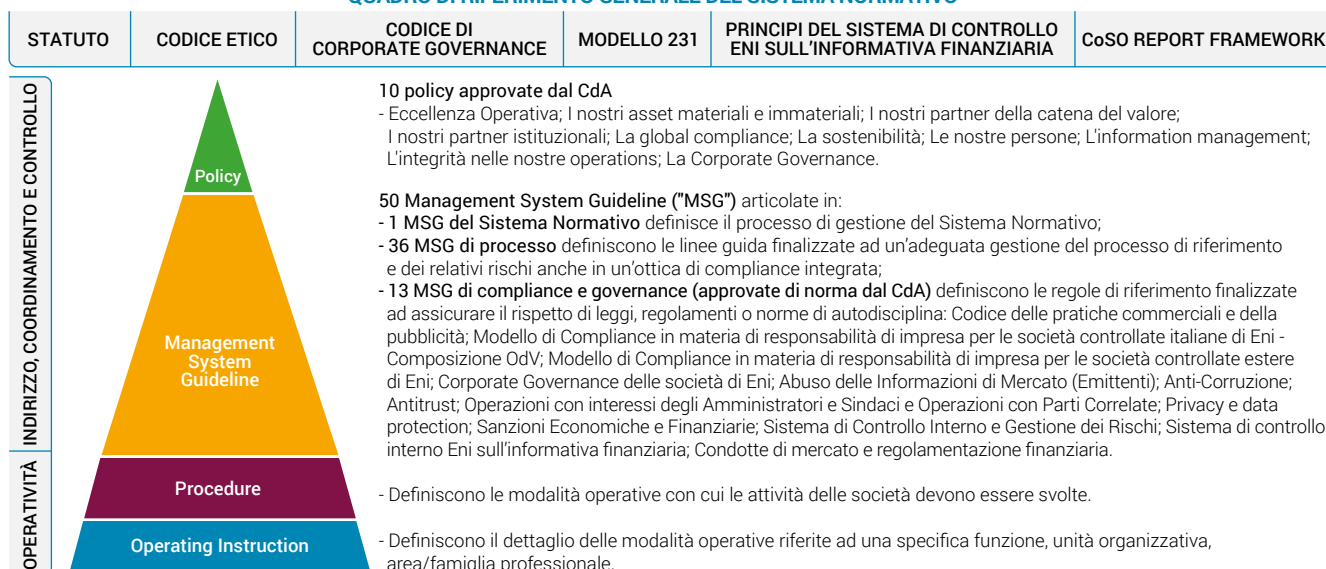 QUADRO DI RIFERIMENTO GENERALE DEL SISTEMA NORMATIVO
STATUTO
CODICE ETICO
CODICE DI
CORPORATE GOVERNANCE
MODELLO 231
PRINCIPI DEL SISTEMA DI CONTROLLO
ENI SULL'INFORMATIVA FINANZIARIA
CoSO REPORT FRAMEWORK
INDIRIZZO, COORDINAMENTO E CONTROLLO
Policy
10 policy approvate dal CdA
- Eccellenza Operativa; I nostri asset materiali e immateriali; I nostri partner della catena del valore;
I nostri partner istituzionali; La global compliance; La sostenibilità; Le nostre persone; L'information management;
L'integrità nelle nostre operations; La Corporate Governance.
Management
System
Guideline
50 Management System Guideline ("MSG") articolate in:
- 1 MSG del Sistema Normativo definisce il processo di gestione del Sistema Normativo;
- 36 MSG di processo definiscono le linee guida finalizzate ad un'adeguata gestione del processo di riferimento
e dei relativi rischi anche in un'ottica di compliance integrata;
- 13 MSG di compliance e governance (approvate di norma dal CdA) definiscono le regole di riferimento finalizzate
ad assicurare il rispetto di leggi, regolamenti o norme di autodisciplina: Codice delle pratiche commerciali e della
pubblicità; Modello di Compliance in materia di responsabilità di impresa per le società controllate italiane di Eni -
Composizione OdV; Modello di Compliance in materia di responsabilità di impresa per le società controllate estere
di Eni; Corporate Governance delle società di Eni; Abuso delle Informazioni di Mercato (Emittenti); Anti-Corruzione;
Antitrust; Operazioni con interessi degli Amministratori e Sindaci e Operazioni con Parti Correlate; Privacy e data
protection; Sanzioni Economiche e Finanziarie; Sistema di Controllo Interno e Gestione dei Rischi; Sistema di controllo
interno Eni sull'informativa finanziaria; Condotte di mercato e regolamentazione finanziaria.
OPERATIVITÀ
Procedure
- Definiscono le modalità operative con cui le attività delle società devono essere svolte.
Operating Instruction
- Definiscono il dettaglio delle modalità operative riferite ad una specifica funzione, unità organizzativa,
area/famiglia professionale.